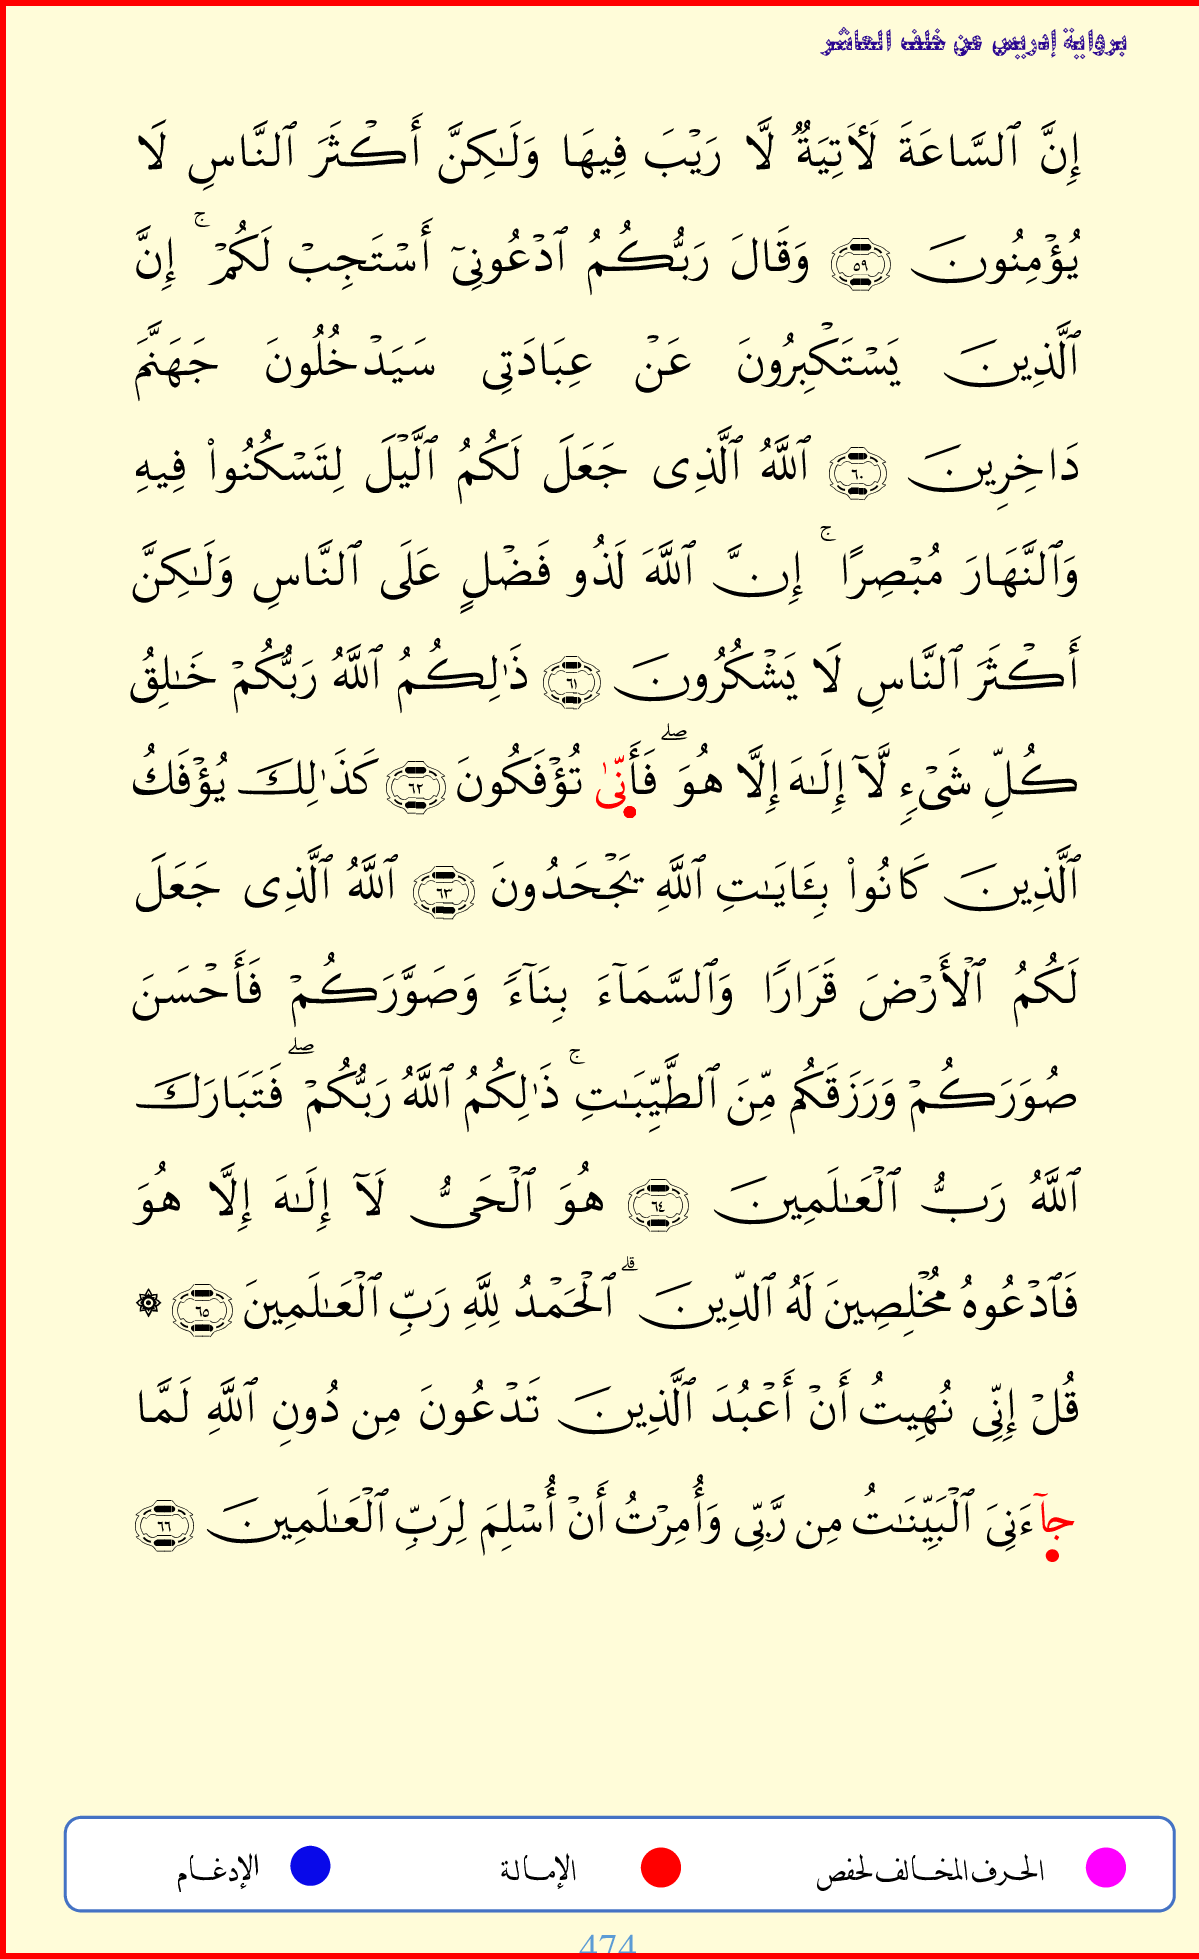 برواية إدريس عن خلف العاشر
إِنَّ ٱلسَّاعَةَ لَأٓتِيَةٌ لَّا رَيْبَ فِيهَا وَلَٰكِنَّ أَكْثَرَ ٱلنَّاسِ لَا
يُؤْمِنُونَ ٥٩ وَقَالَ رَبُّكُمُ ٱدْعُونِىٓ أَسْتَجِبْ لَكُمْ ۚ إِنَّ
ٱلَّذِينَ يَسْتَكْبِرُونَ عَنْ عِبَادَتِى سَيَدْخُلُونَ جَهَنَّمَ
دَاخِرِينَ ٦٠ ٱللَّهُ ٱلَّذِى جَعَلَ لَكُمُ ٱلَّيْلَ لِتَسْكُنُوا۟ فِيهِ
وَٱلنَّهَارَ مُبْصِرًا ۚ إِنَّ ٱللَّهَ لَذُو فَضْلٍ عَلَى ٱلنَّاسِ وَلَٰكِنَّ
أَكْثَرَ ٱلنَّاسِ لَا يَشْكُرُونَ ٦١ ذَٰلِكُمُ ٱللَّهُ رَبُّكُمْ خَٰلِقُ
كُلِّ شَىْءٍ لَّآ إِلَٰهَ إِلَّا هُوَ ۖ فَأَنَّىٰ تُؤْفَكُونَ ٦٢ كَذَٰلِكَ يُؤْفَكُ
ٱلَّذِينَ كَانُوا۟ بِـَٔايَٰتِ ٱللَّهِ يَجْحَدُونَ ٦٣ ٱللَّهُ ٱلَّذِى جَعَلَ
لَكُمُ ٱلْأَرْضَ قَرَارًا وَٱلسَّمَآءَ بِنَآءً وَصَوَّرَكُمْ فَأَحْسَنَ
صُوَرَكُمْ وَرَزَقَكُم مِّنَ ٱلطَّيِّبَٰتِ ۚ ذَٰلِكُمُ ٱللَّهُ رَبُّكُمْ ۖ فَتَبَارَكَ
ٱللَّهُ رَبُّ ٱلْعَٰلَمِينَ ٦٤ هُوَ ٱلْحَىُّ لَآ إِلَٰهَ إِلَّا هُوَ
فَٱدْعُوهُ مُخْلِصِينَ لَهُ ٱلدِّينَ ۗ ٱلْحَمْدُ لِلَّهِ رَبِّ ٱلْعَٰلَمِينَ ٦٥ ۞
قُلْ إِنِّى نُهِيتُ أَنْ أَعْبُدَ ٱلَّذِينَ تَدْعُونَ مِن دُونِ ٱللَّهِ لَمَّا
جَآءَنِىَ ٱلْبَيِّنَٰتُ مِن رَّبِّى وَأُمِرْتُ أَنْ أُسْلِمَ لِرَبِّ ٱلْعَٰلَمِينَ ٦٦
الحرف المخالف لحفص الإمالة الإدغام
474